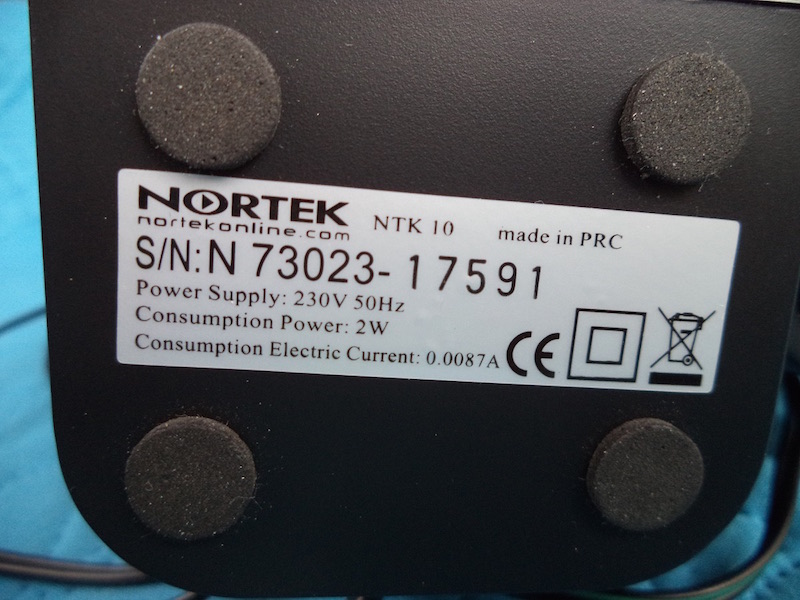 NORTEK
nortekonline.com
NTK 10
made in PRC
S/N: N 73023-17591
Power Supply: 230V 50Hz
Consumption Power: 2W
Consumption Electric Current: 0.0087A
CE